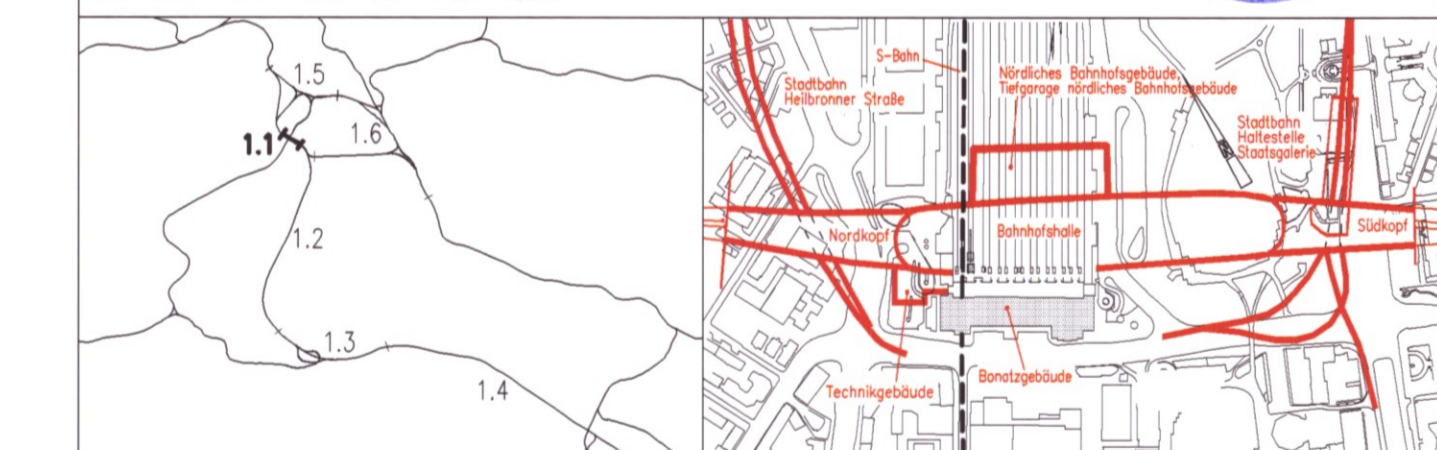 1.5
1.6
1.1
1.2
1.3
1.4
S-Bahn
Nördliches Bahnhofsgebäude,
Tiefgarage nördliches Bahnhofsgebäude
Stadtbahn
Heilbronner Straße
Stadtbahn
Haltestelle
Staatsgalerie
Nordkopf
Bahnhofshalle
Südkopf
Technikgebäude
Bonatzgebäude